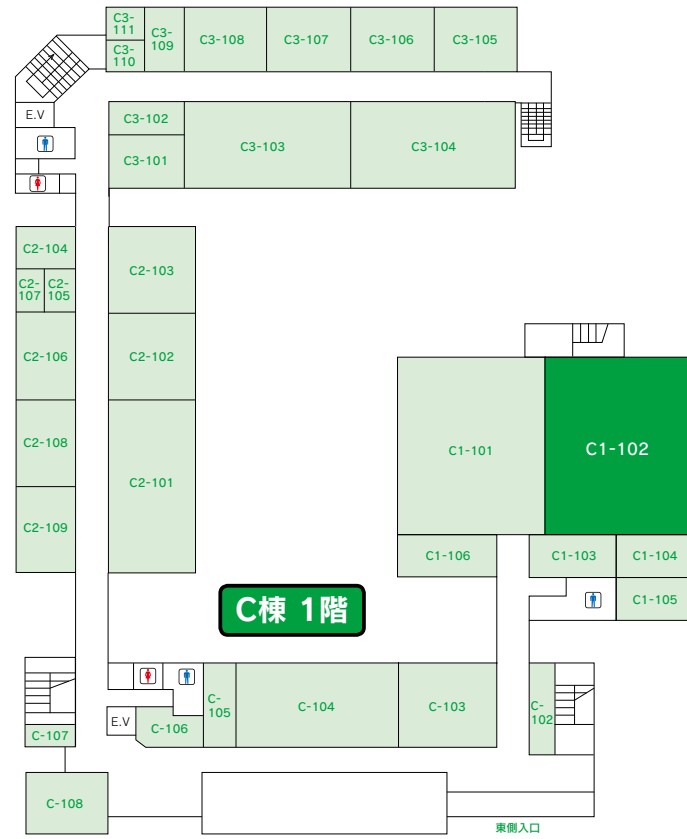 C3-
111
C3-
110
C3-
109
C3-108
C3-107
C3-106
C3-105
E.V
C3-102
C3-101
C3-103
C3-104
C2-104
C2-
107
C2-
105
C2-103
C2-106
C2-102
C2-108
C2-101
C2-109
C1-101
C1-102
C1-106
C1-103
C1-104
C1-105
C棟 1階
C-
105
C-104
C-103
C-
102
E.V
C-106
C-107
C-108
東側入口